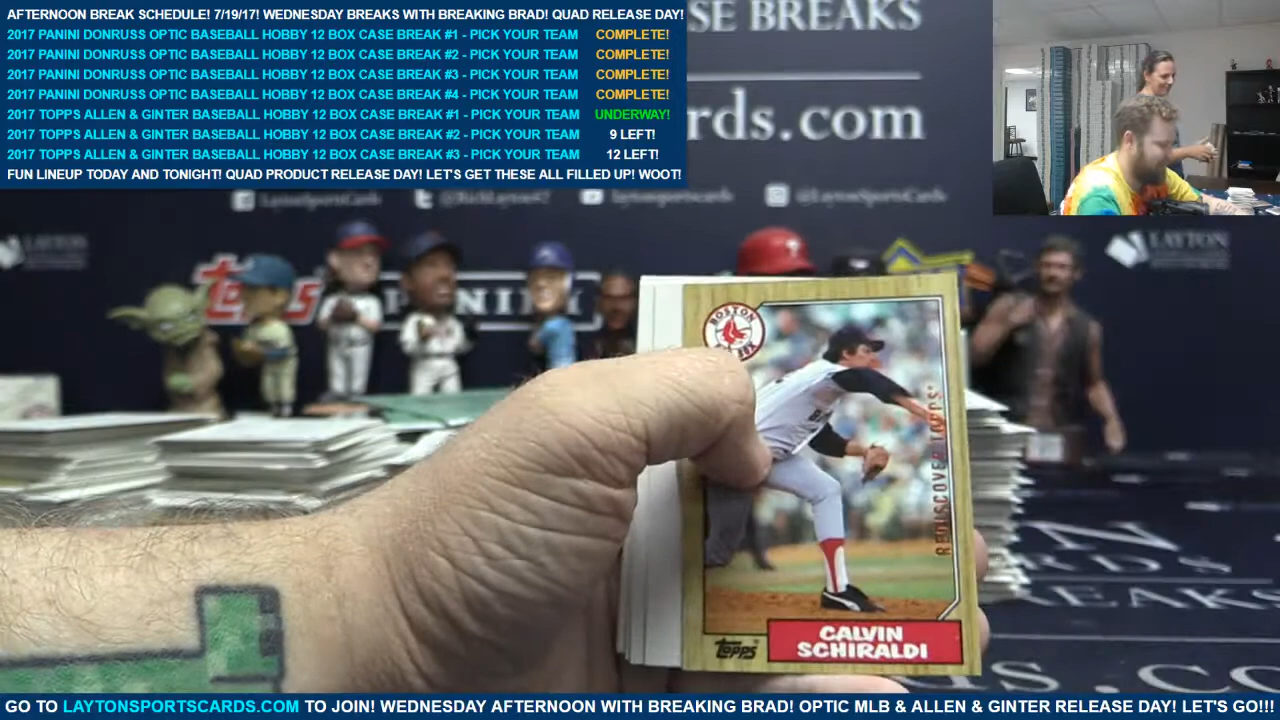 AFTERNOON BREAK SCHEDULE! 7/19/17! WEDNESDAY BREAKS WITH BREAKING BRAD! QUAD RELEASE DAY!
2017 PANINI DONRUSS OPTIC BASEBALL HOBBY 12 BOX CASE BREAK #1 - PICK YOUR TEAM COMPLETE!
2017 PANINI DONRUSS OPTIC BASEBALL HOBBY 12 BOX CASE BREAK #2 - PICK YOUR TEAM COMPLETE!
2017 PANINI DONRUSS OPTIC BASEBALL HOBBY 12 BOX CASE BREAK #3 - PICK YOUR TEAM COMPLETE!
2017 PANINI DONRUSS OPTIC BASEBALL HOBBY 12 BOX CASE BREAK #4 - PICK YOUR TEAM COMPLETE!
2017 TOPPS ALLEN & GINTER BASEBALL HOBBY 12 BOX CASE BREAK #1 - PICK YOUR TEAM UNDERWAY!
2017 TOPPS ALLEN & GINTER BASEBALL HOBBY 12 BOX CASE BREAK #2 - PICK YOUR TEAM 9 LEFT!
2017 TOPPS ALLEN & GINTER BASEBALL HOBBY 12 BOX CASE BREAK #3 - PICK YOUR TEAM 12 LEFT!
FUN LINEUP TODAY AND TONIGHT! QUAD PRODUCT RELEASE DAY! LET'S GET THESE ALL FILLED UP! WOOT!
SE BREAKS
rds.com
LaytonSportsCards
LAYTON
LAYTON
topps
PANINI
BOSTON
REDISCOVER TOPPS
topps
CALVIN
SCHIRALDI
ARDS
REAKS
s.com
GO TO LAYTONSPORTSCARDS.COM TO JOIN! WEDNESDAY AFTERNOON WITH BREAKING BRAD! OPTIC MLB & ALLEN & GINTER RELEASE DAY! LET'S GO!!!